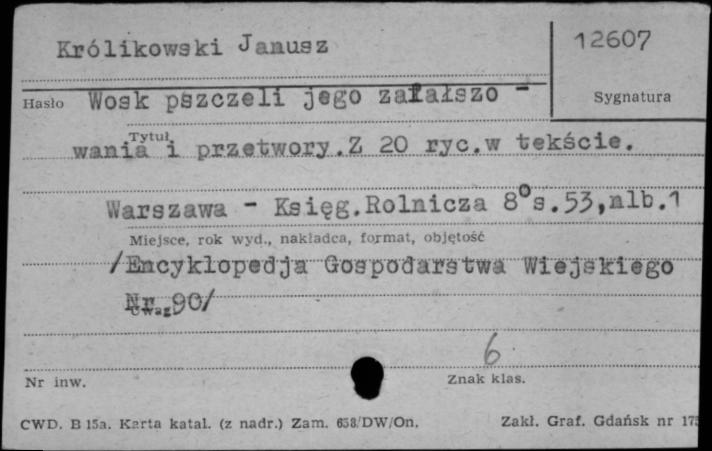 Królikowski Janusz
12607
Hasło Wosk pszczeli jego zafałszo -
Sygnatura
Tytuł
wania i przetwory.Z 20 ryc.w tekście.
Warszawa - Księg.Rolnicza 8°s.53,nlb.1
Miejsce, rok wyd., nakładca, format, objętość
/Encyklopedja Gospodarstwa Wiejskiego
Nr. 90/
6
Nr inw.
Znak klas.
CWD. B 15a. Karta katal. (z nadr.) Zam. 658/DW/On.
Zakł. Graf. Gdańsk nr 175